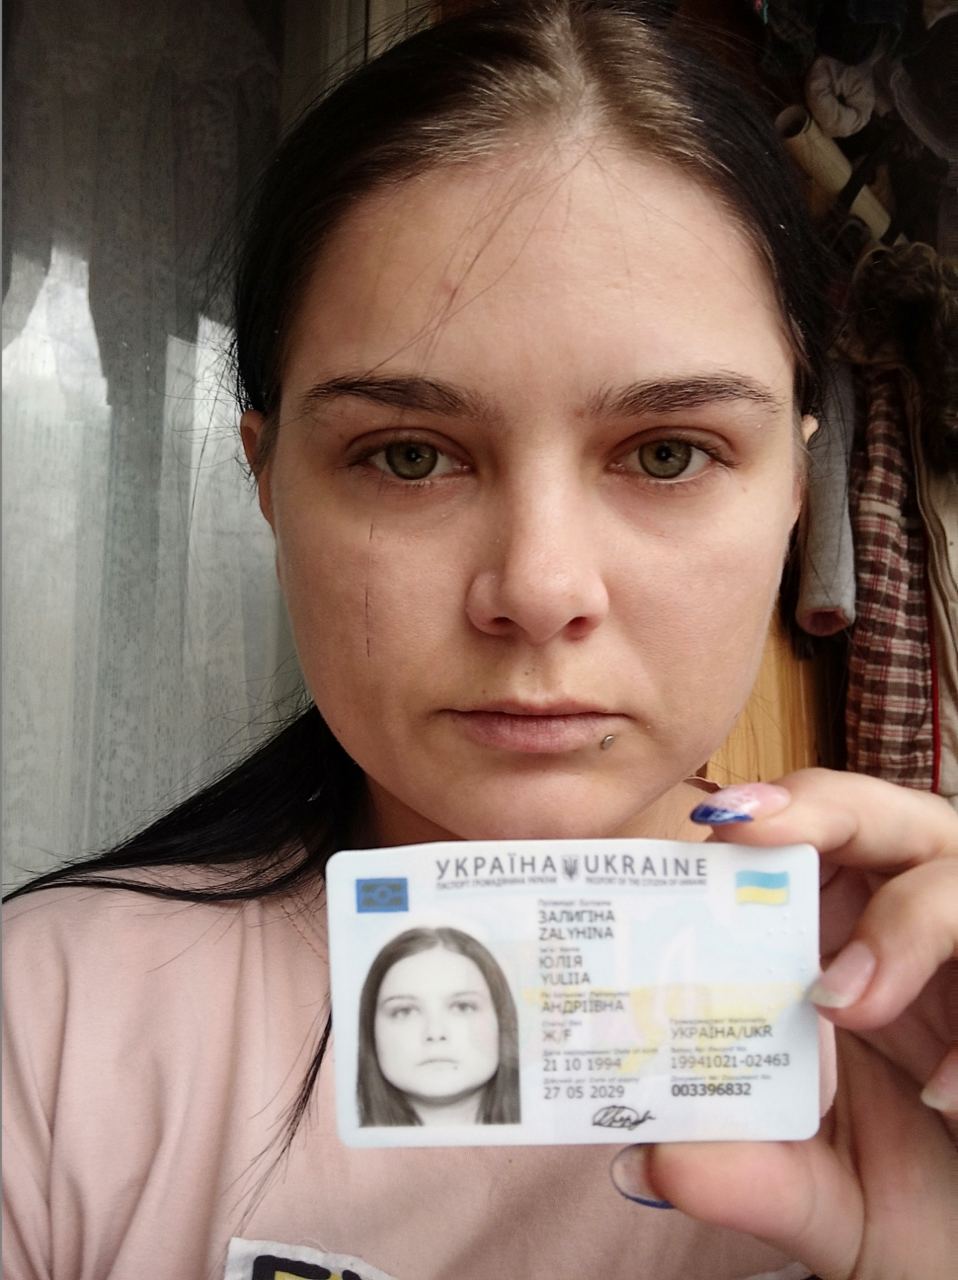 УКРАЇНА UKRAINE
ПАСПОРТ ГРОМАДЯНИНА УКРАЇНИ PASSPORT OF THE CITIZEN OF UKRAINE
Прізвище/ Surname
ЗАЛИГІНА
ZALYHINA
Ім'я/ Name
ЮЛІЯ
YULIIA
По батькові/ Patronymic
АНДРІЇВНА
Стать/ Sex
Ж/F
Громадянство/ Nationality
УКРАЇНА/UKR
Дата народження/ Date of birth
21 10 1994
Запис №/ Record No.
19941021-02463
Дійсний до/ Date of expiry
27 05 2029
Документ №/ Document No.
003396832